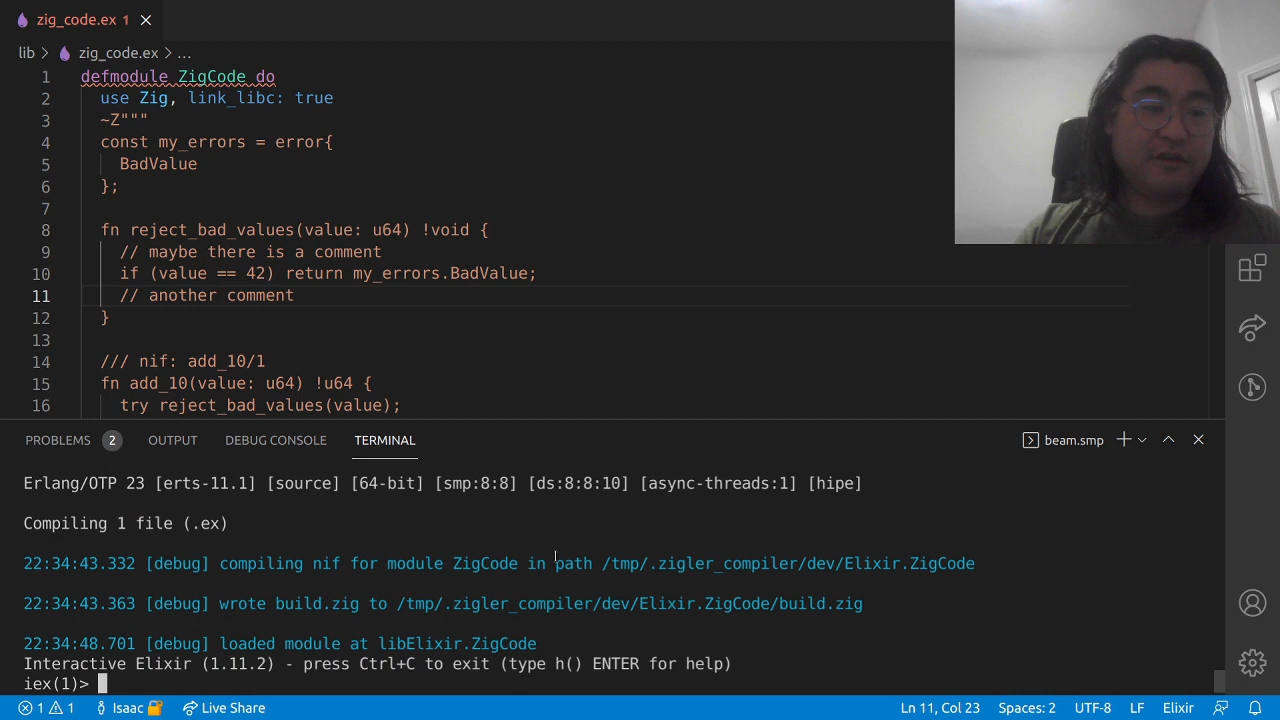 zig_code.ex 1
lib > zig_code.ex > ...
1 defmodule ZigCode do
2 use Zig, link_libc: true
3 ~Z"""
4 const my_errors = error{
5 BadValue
6 };
7
8 fn reject_bad_values(value: u64) !void {
9 // maybe there is a comment
10 if (value == 42) return my_errors.BadValue;
11 // another comment
12 }
13
14 /// nif: add_10/1
15 fn add_10(value: u64) !u64 {
16 try reject_bad_values(value);
PROBLEMS 2 OUTPUT DEBUG CONSOLE TERMINAL beam.smp
Erlang/OTP 23 [erts-11.1] [source] [64-bit] [smp:8:8] [ds:8:8:10] [async-threads:1] [hipe]
Compiling 1 file (.ex)
22:34:43.332 [debug] compiling nif for module ZigCode in path /tmp/.zigler_compiler/dev/Elixir.ZigCode
22:34:43.363 [debug] wrote build.zig to /tmp/.zigler_compiler/dev/Elixir.ZigCode/build.zig
22:34:48.701 [debug] loaded module at libElixir.ZigCode
Interactive Elixir (1.11.2) - press Ctrl+C to exit (type h() ENTER for help)
iex(1)>
1 1 Isaac Live Share Ln 11, Col 23 Spaces: 2 UTF-8 LF Elixir